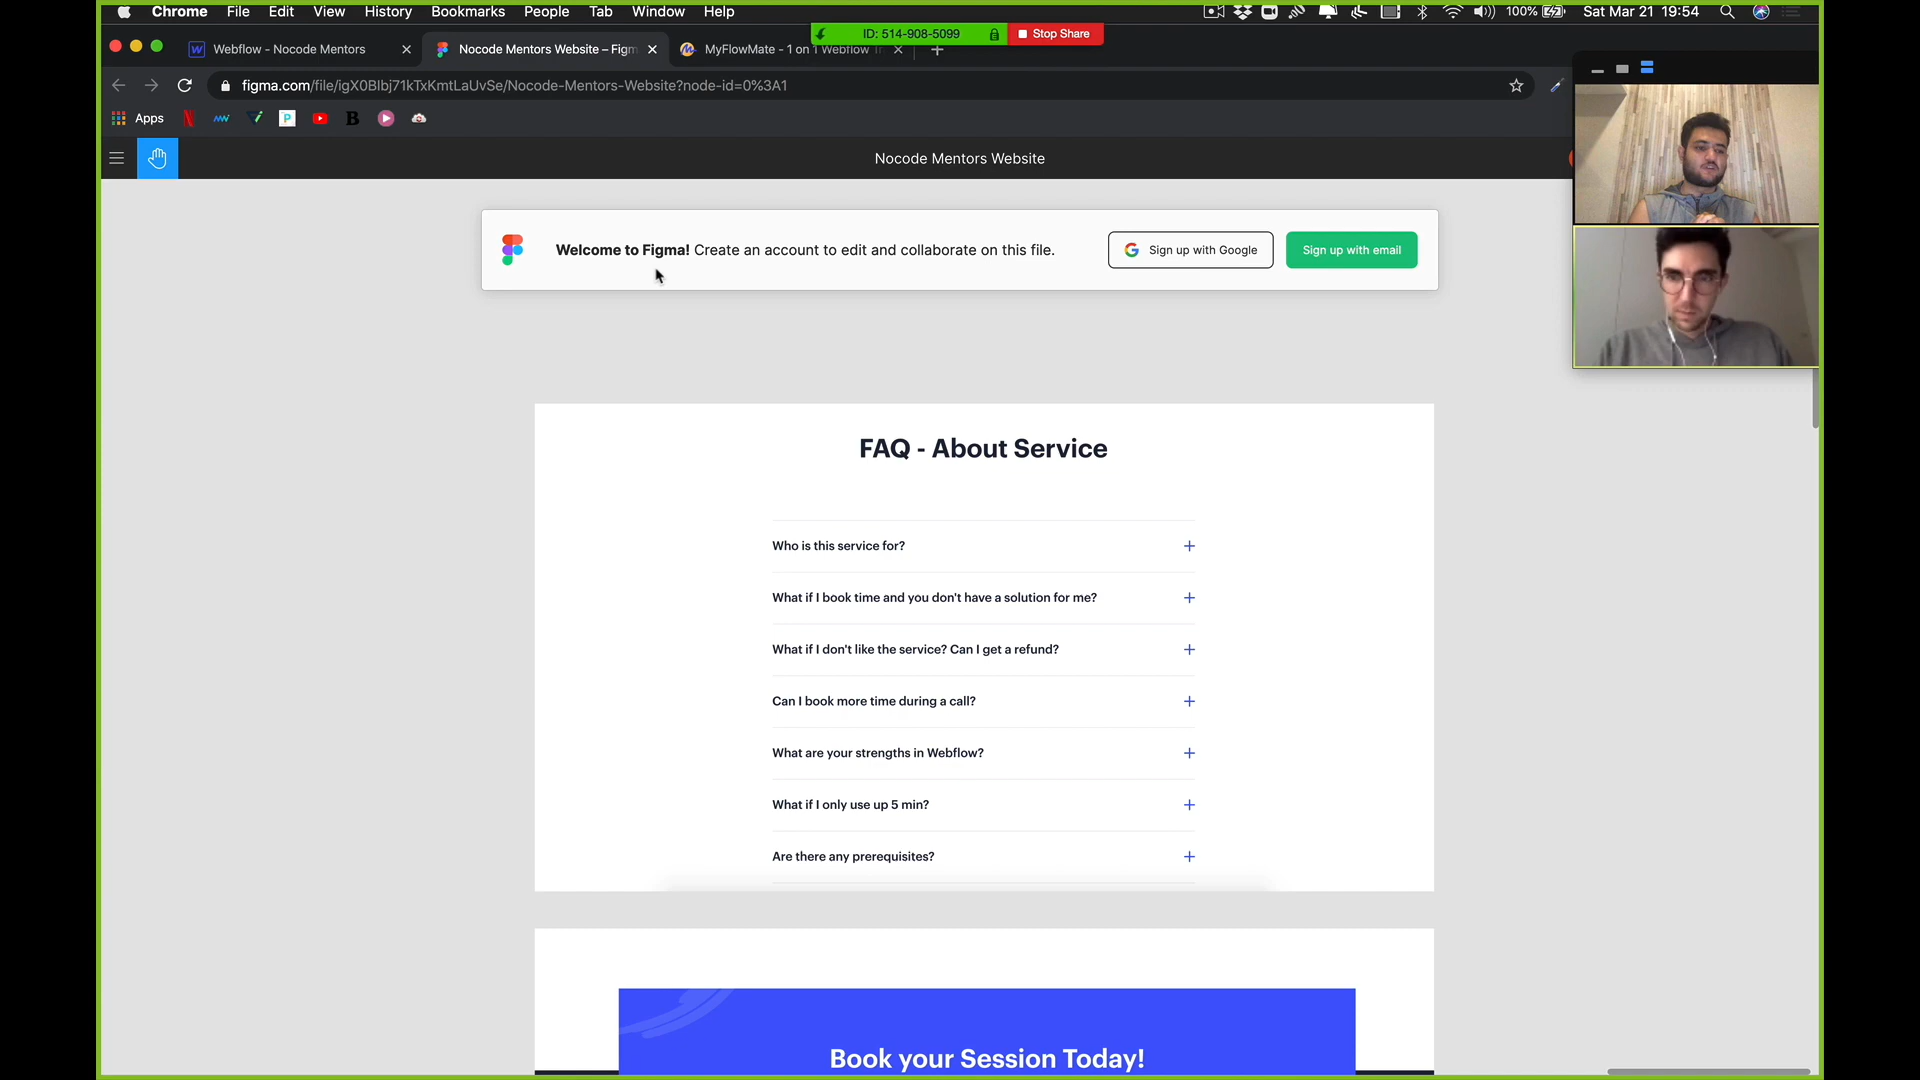 Chrome File Edit View History Bookmarks People Tab Window Help
100%
Sat Mar 21 19:54
ID: 514-908-5099
Stop Share
Webflow - Nocode Mentors
Nocode Mentors Website – Figm
MyFlowMate - 1 on 1 Webflow
figma.com/file/igX0BIbj71kTxKmtLaUvSe/Nocode-Mentors-Website?node-id=0%3A1
Apps
Nocode Mentors Website
Welcome to Figma! Create an account to edit and collaborate on this file.
Sign up with Google
Sign up with email
FAQ - About Service
Who is this service for?
What if I book time and you don't have a solution for me?
What if I don't like the service? Can I get a refund?
Can I book more time during a call?
What are your strengths in Webflow?
What if I only use up 5 min?
Are there any prerequisites?
Book your Session Today!